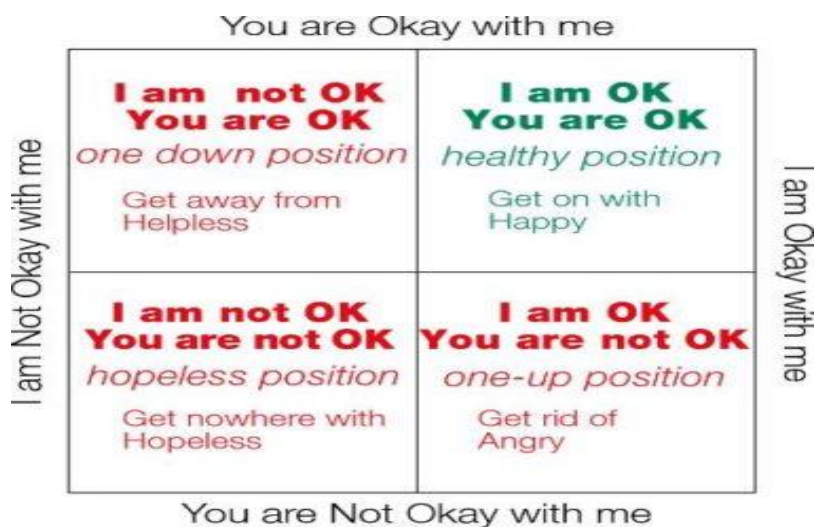 You are Okay with me
I am not OK
You are OK
one down position
Get away from
Helpless
I am OK
You are OK
healthy position
Get on with
Happy
I am Not Okay with me
I am Okay with me
I am not OK
You are not OK
hopeless position
Get nowhere with
Hopeless
I am OK
You are not OK
one-up position
Get rid of
Angry
You are Not Okay with me